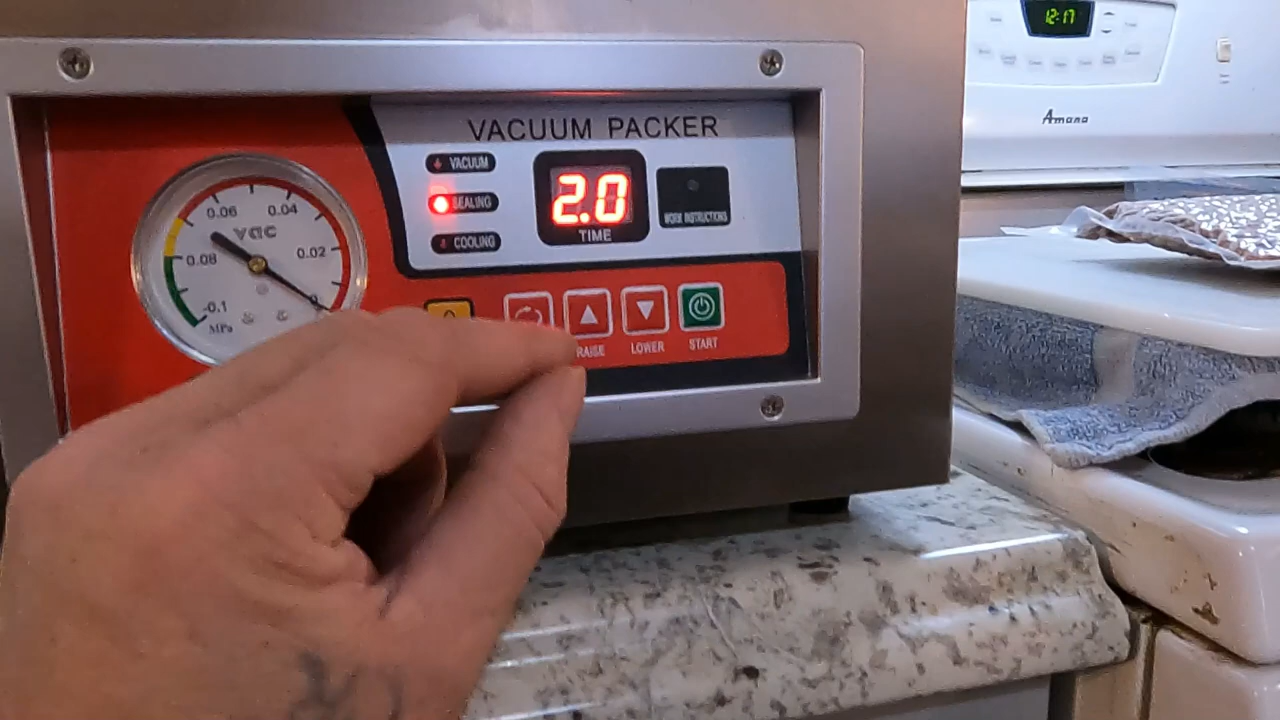 12:17
Amana
VACUUM PACKER
VACUUM
SEALING
COOLING
2.0
TIME
WORK INSTRUCTIONS
0.06
0.04
vac
0.08
0.02
-0.1
0
MPa
RAISE
LOWER
START